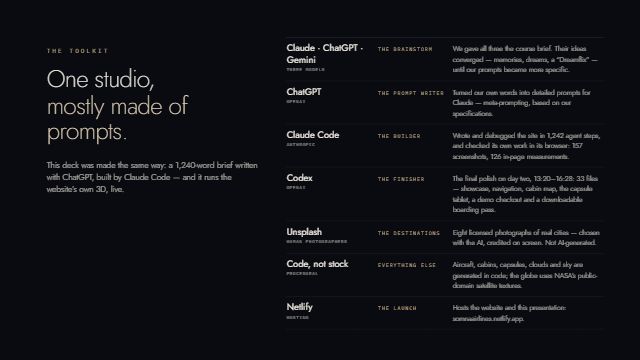 THE TOOLKIT
One studio,
mostly made of
prompts.
This deck was made the same way: a 1,240-word brief written
with ChatGPT, built by Claude Code — and it runs the
website's own 3D, live.
Claude · ChatGPT ·
Gemini
THREE MODELS
THE BRAINSTORM
We gave all three the course brief. Their ideas
converged — memories, dreams, a "Dreamflix" —
until our prompts became more specific.
ChatGPT
OPENAI
THE PROMPT WRITER
Turned our own words into detailed prompts for
Claude — meta-prompting, based on our
specifications.
Claude Code
ANTHROPIC
THE BUILDER
Wrote and debugged the site in 1,242 agent steps,
and checked its own work in its browser: 157
screenshots, 126 in-page measurements.
Codex
OPENAI
THE FINISHER
The final polish on day two, 13:20–16:28: 33 files
— showcase, navigation, cabin map, the capsule
tablet, a demo checkout and a downloadable
boarding pass.
Unsplash
HUMAN PHOTOGRAPHERS
THE DESTINATIONS
Eight licensed photographs of real cities — chosen
with the AI, credited on screen. Not AI-generated.
Code, not stock
PROCEDURAL
EVERYTHING ELSE
Aircraft, cabins, capsules, clouds and sky are
generated in code; the globe uses NASA's public-
domain satellite textures.
Netlify
HOSTING
THE LAUNCH
Hosts the website and this presentation:
somnaairlines.netlify.app.